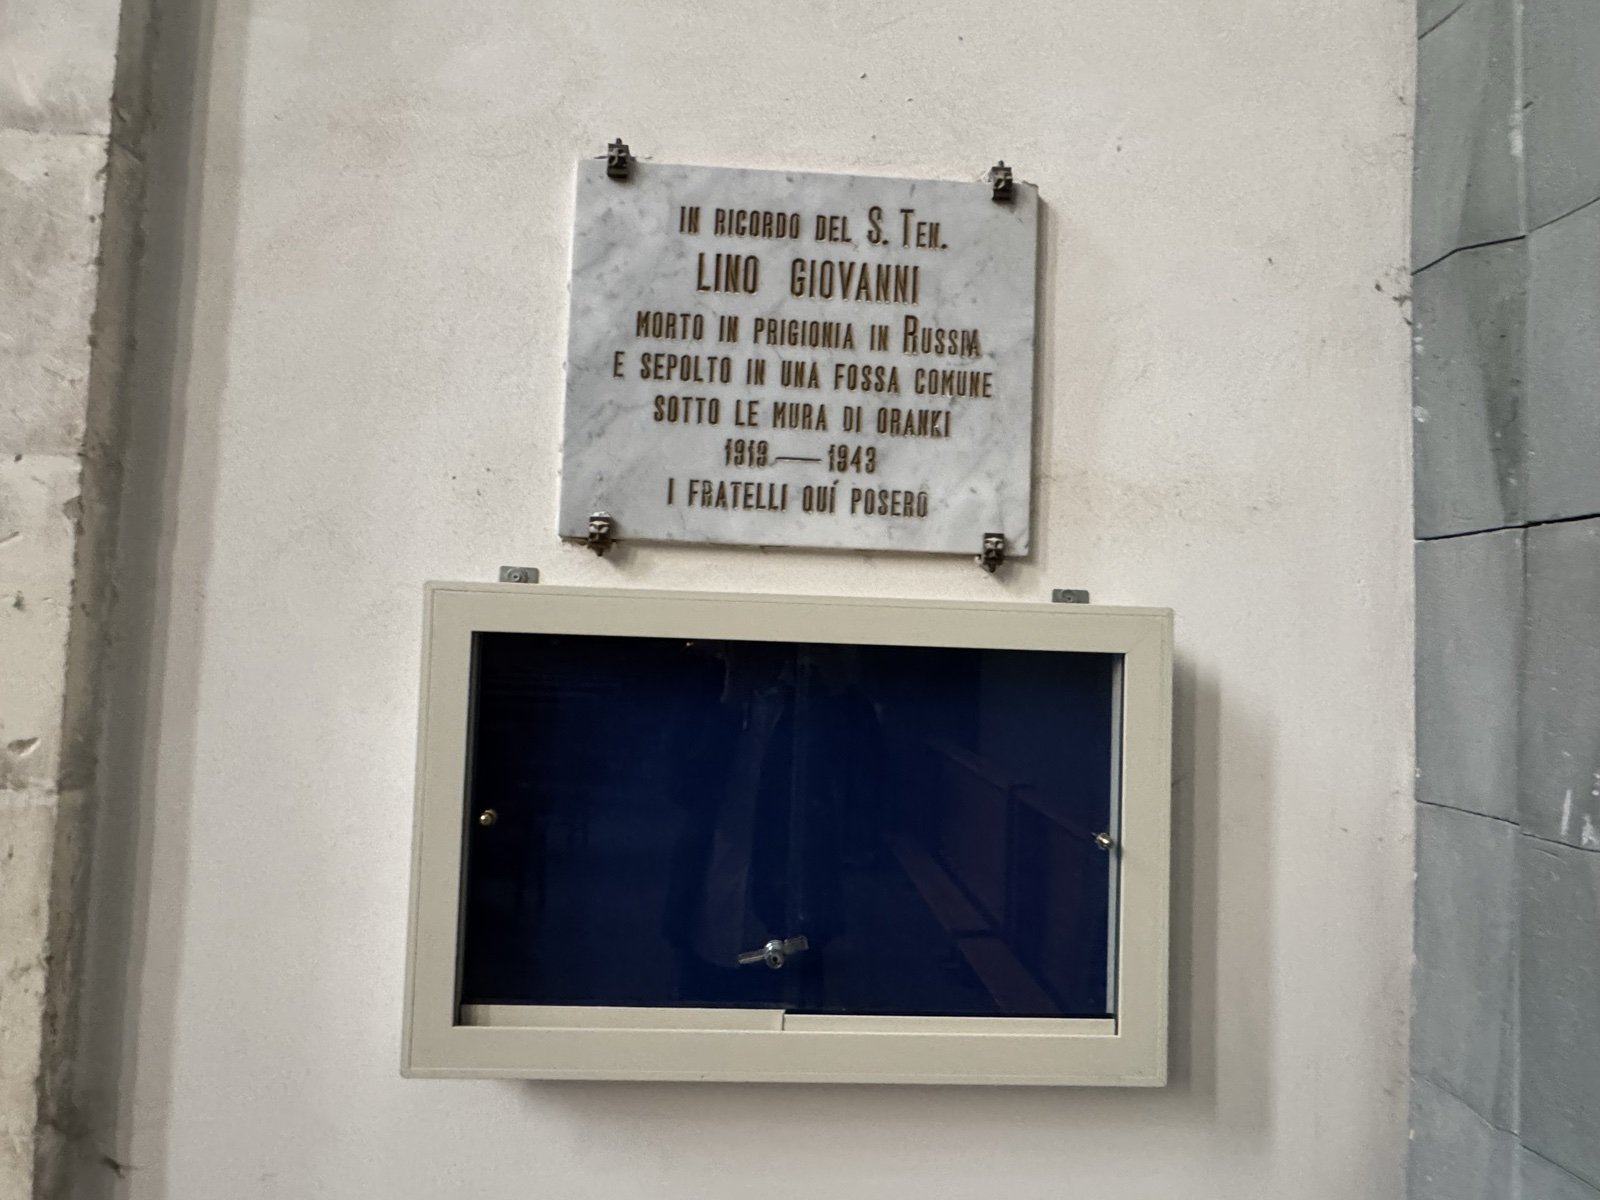 IN RICORDO DEL S. TEN.
LINO GIOVANNI
MORTO IN PRIGIONIA IN RUSSIA
E SEPOLTO IN UNA FOSSA COMUNE
SOTTO LE MURA DI ORANKI
1919 — 1943
I FRATELLI QUÍ POSERO